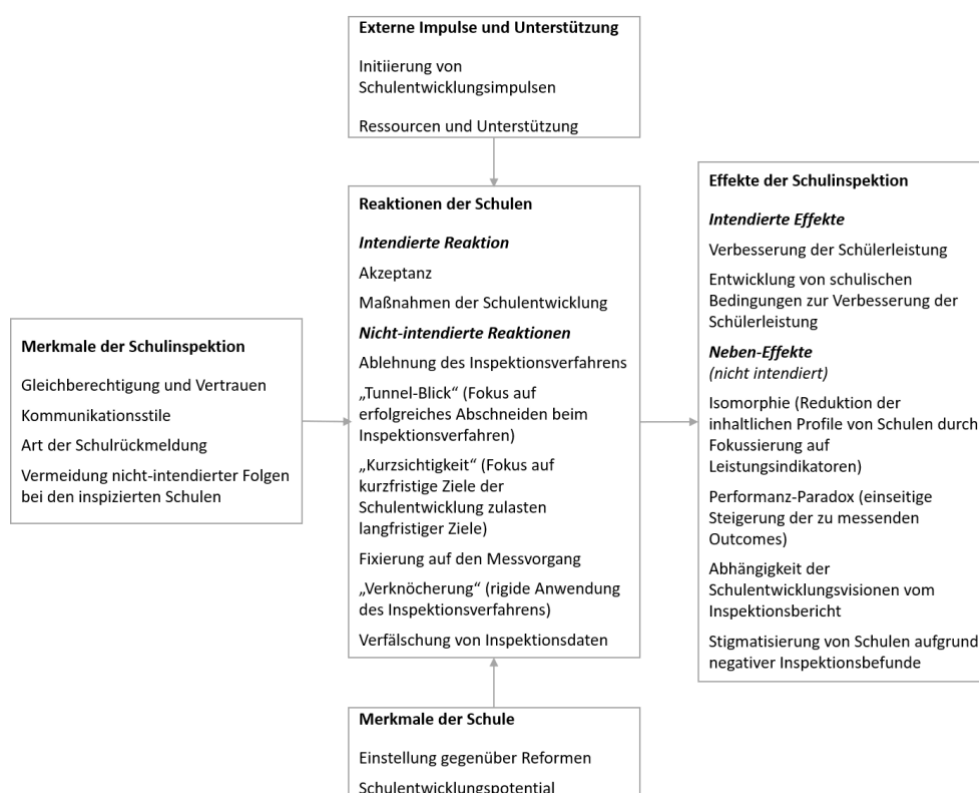 Externe Impulse und Unterstützung
Initiierung von
Schulentwicklungsimpulsen
Ressourcen und Unterstützung
Merkmale der Schulinspektion
Gleichberechtigung und Vertrauen
Kommunikationsstile
Art der Schulrückmeldung
Vermeidung nicht-intendierter Folgen
bei den inspizierten Schulen
Reaktionen der Schulen
Intendierte Reaktion
Akzeptanz
Maßnahmen der Schulentwicklung
Nicht-intendierte Reaktionen
Ablehnung des Inspektionsverfahrens
„Tunnel-Blick“ (Fokus auf
erfolgreiches Abschneiden beim
Inspektionsverfahren)
„Kurzsichtigkeit“ (Fokus auf
kurzfristige Ziele der
Schulentwicklung zulasten
langfristiger Ziele)
Fixierung auf den Messvorgang
„Verknöcherung“ (rigide Anwendung
des Inspektionsverfahrens)
Verfälschung von Inspektionsdaten
Effekte der Schulinspektion
Intendierte Effekte
Verbesserung der Schülerleistung
Entwicklung von schulischen
Bedingungen zur Verbesserung der
Schülerleistung
Neben-Effekte
(nicht intendiert)
Isomorphie (Reduktion der
inhaltlichen Profile von Schulen durch
Fokussierung auf
Leistungsindikatoren)
Performanz-Paradox (einseitige
Steigerung der zu messenden
Outcomes)
Abhängigkeit der
Schulentwicklungsvisionen vom
Inspektionsbericht
Stigmatisierung von Schulen aufgrund
negativer Inspektionsbefunde
Merkmale der Schule
Einstellung gegenüber Reformen
Schulentwicklungspotential